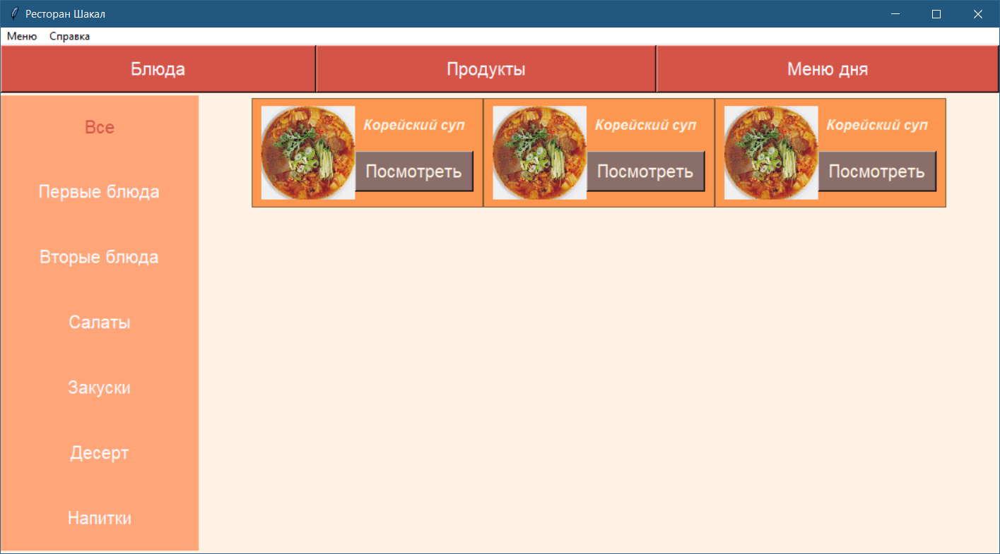 Ресторан Шакал
Меню Справка
Блюда Продукты Меню дня
Все
Первые блюда
Вторые блюда
Салаты
Закуски
Десерт
Напитки
Корейский суп
Посмотреть
Корейский суп
Посмотреть
Корейский суп
Посмотреть